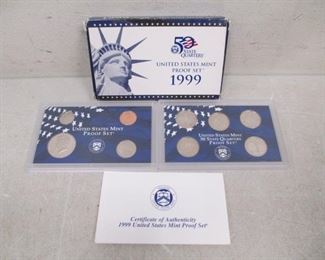 50
STATE
QUARTERS
UNITED STATES MINT
PROOF SET®
1999
UNITED STATES MINT
PROOF SET®
UNITED STATES MINT
50 STATE QUARTERS
PROOF SET®
Certificate of Authenticity
1999 United States Mint Proof Set®